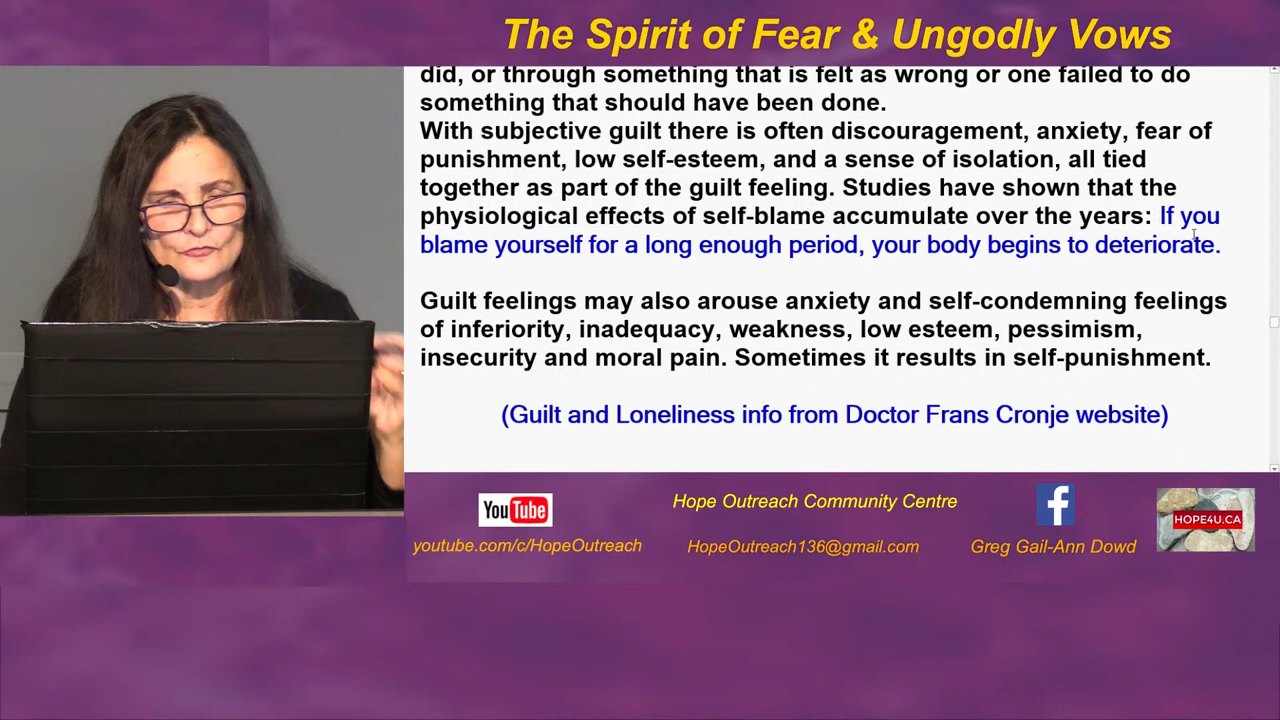 The Spirit of Fear & Ungodly Vows
did, or through something that is felt as wrong or one failed to do
something that should have been done.
With subjective guilt there is often discouragement, anxiety, fear of
punishment, low self-esteem, and a sense of isolation, all tied
together as part of the guilt feeling. Studies have shown that the
physiological effects of self-blame accumulate over the years: If you
blame yourself for a long enough period, your body begins to deteriorate.
Guilt feelings may also arouse anxiety and self-condemning feelings
of inferiority, inadequacy, weakness, low esteem, pessimism,
insecurity and moral pain. Sometimes it results in self-punishment.
(Guilt and Loneliness info from Doctor Frans Cronje website)
YouTube
youtube.com/c/HopeOutreach
Hope Outreach Community Centre
HopeOutreach136@gmail.com
f
Greg Gail-Ann Dowd
HOPE4U.CA